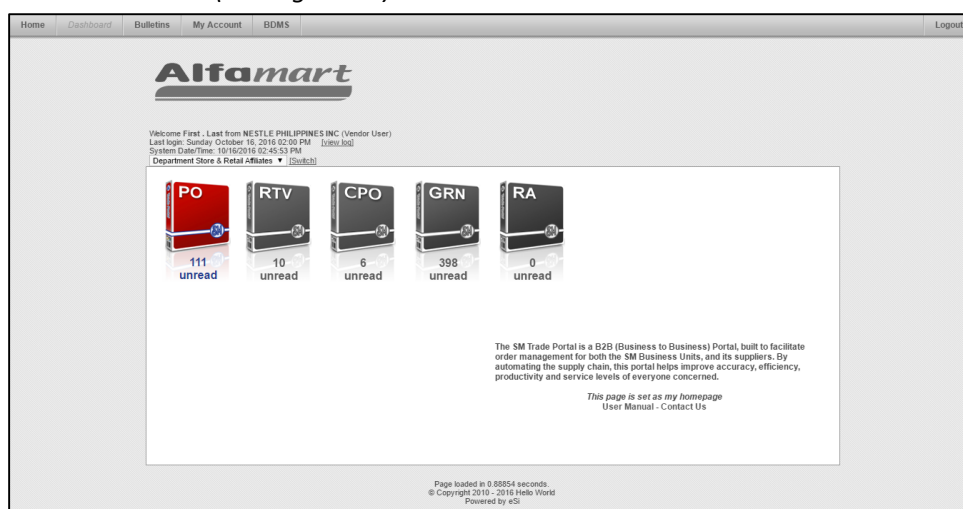 Home Dashboard Bulletins My Account BDMS Logout
Alfamart
Welcome First . Last from NESTLE PHILIPPINES INC (Vendor User)
Last login: Sunday October 16, 2016 02:00 PM [view log]
System Date/Time: 10/16/2016 02:45:53 PM
Department Store & Retail Affiliates ▼ [Switch]
PO RTV CPO GRN RA
111 10 6 398 0
unread unread unread unread unread
The SM Trade Portal is a B2B (Business to Business) Portal, built to facilitate
order management for both the SM Business Units, and its suppliers. By
automating the supply chain, this portal helps improve accuracy, efficiency,
productivity and service levels of everyone concerned.
This page is set as my homepage
User Manual - Contact Us
Page loaded in 0.88854 seconds.
© Copyright 2010 - 2016 Hello World
Powered by eSi